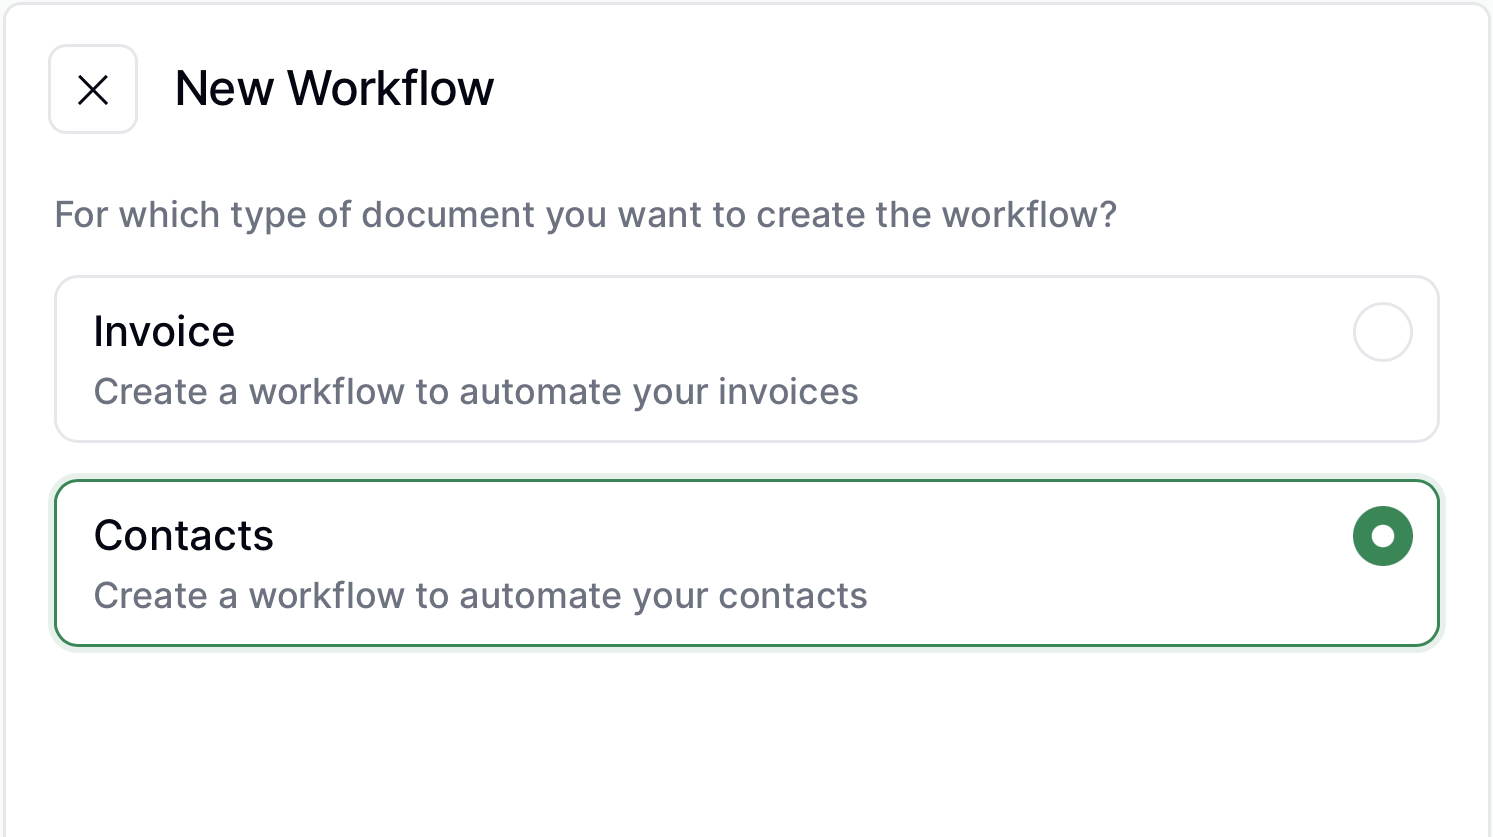 New Workflow
For which type of document you want to create the workflow?
Invoice
Create a workflow to automate your invoices
Contacts
Create a workflow to automate your contacts